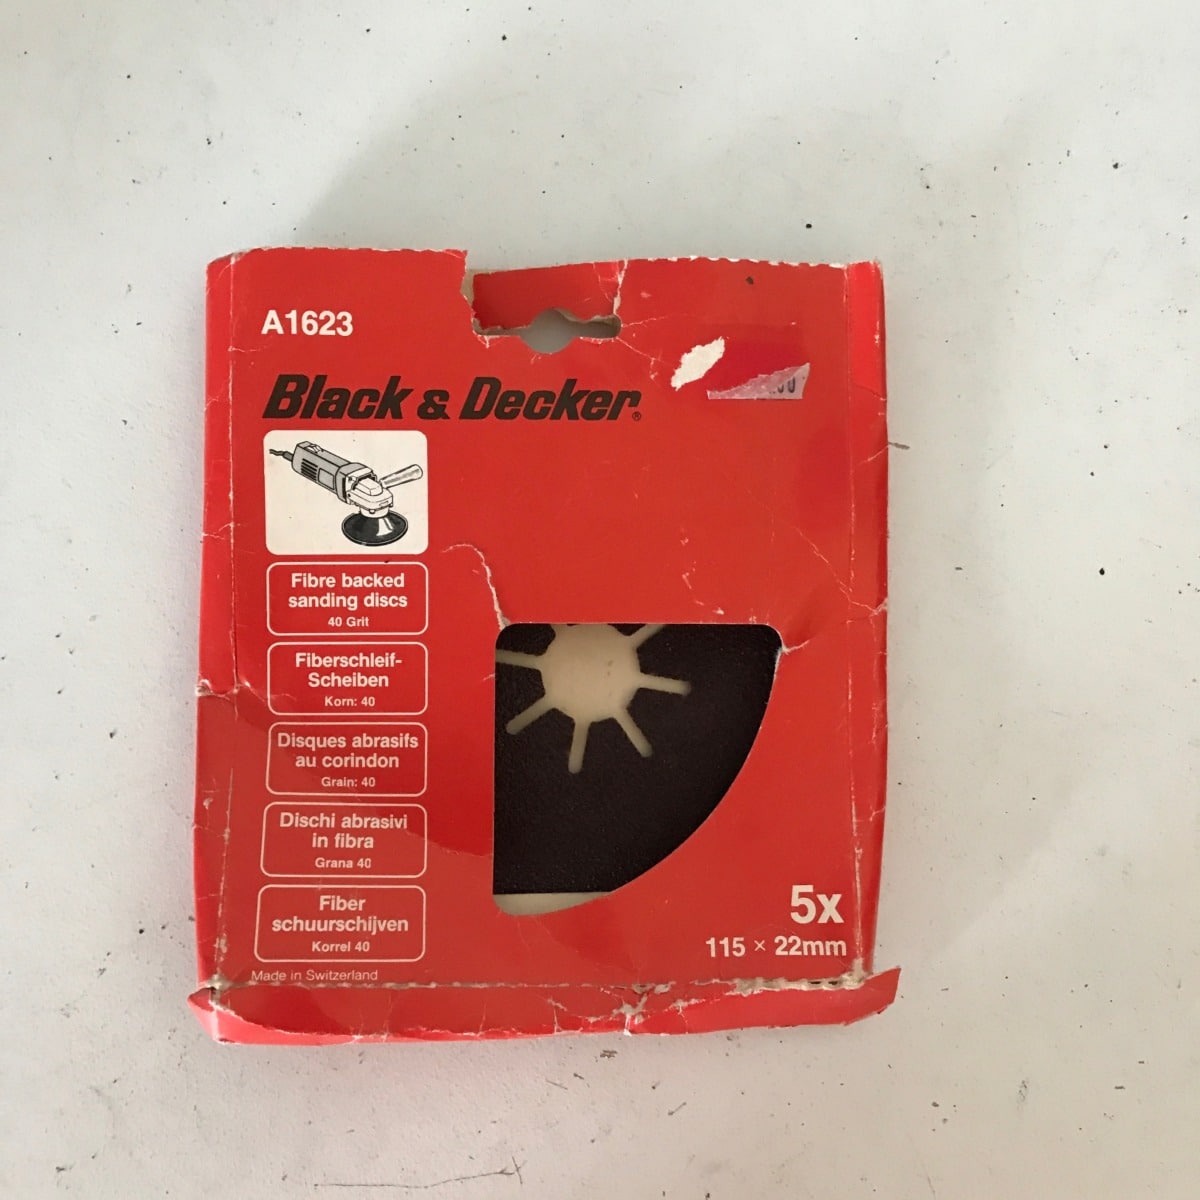 A1623
Black & Decker®
Fibre backed
sanding discs
40 Grit
Fiberschleif-
Scheiben
Korn: 40
Disques abrasifs
au corindon
Grain: 40
Dischi abrasivi
in fibra
Grana 40
Fiber
schuurschijven
Korrel 40
Made in Switzerland
5x
115 × 22mm